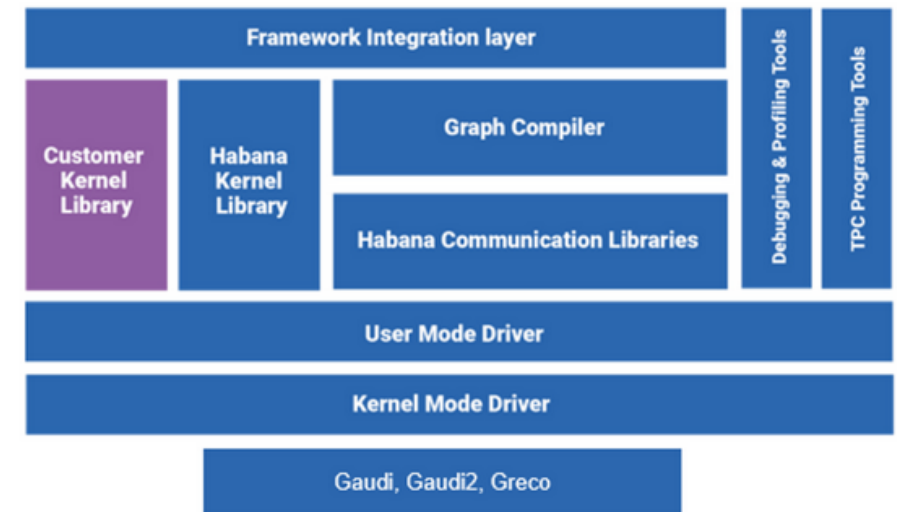 Framework Integration layer
Customer
Kernel
Library
Habana
Kernel
Library
Graph Compiler
Habana Communication Libraries
Debugging & Profiling Tools
TPC Programming Tools
User Mode Driver
Kernel Mode Driver
Gaudi, Gaudi2, Greco